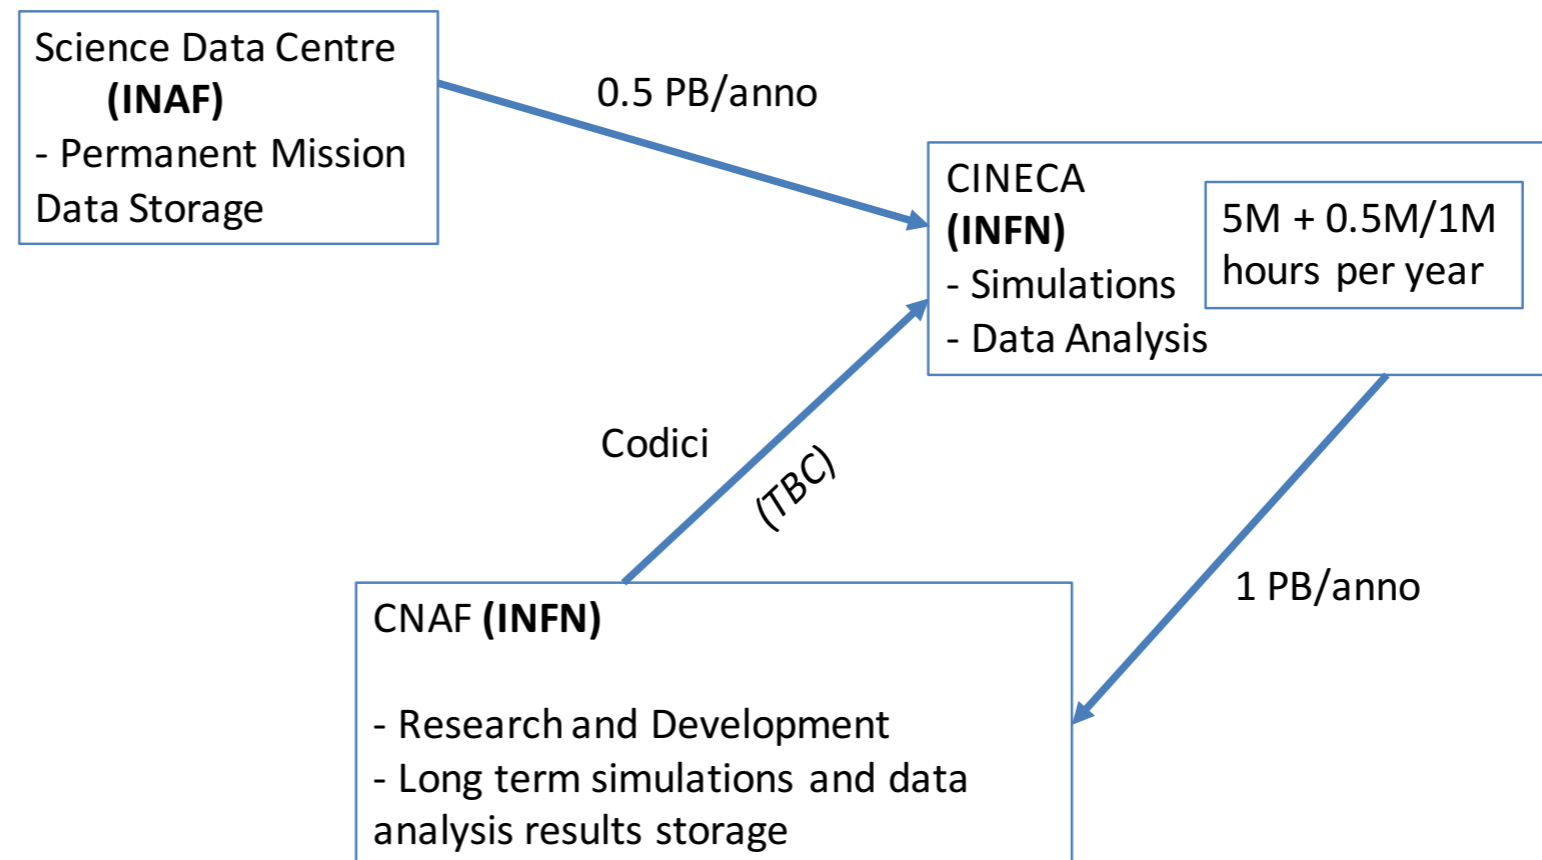 Science Data Centre
(INAF)
- Permanent Mission
Data Storage
0.5 PB/anno
CINECA
(INFN)
- Simulations
- Data Analysis
5M + 0.5M/1M
hours per year
Codici
(TBC)
1 PB/anno
CNAF (INFN)
- Research and Development
- Long term simulations and data
analysis results storage